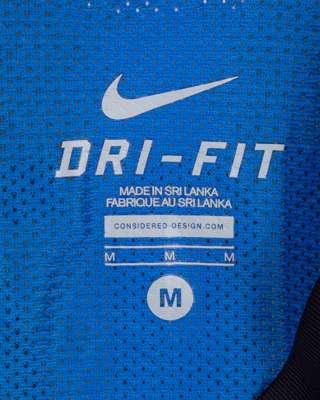 DRI-FIT
MADE IN SRI LANKA
FABRIQUE AU SRI LANKA
CONSIDERED-DESIGN.COM
M M M
M